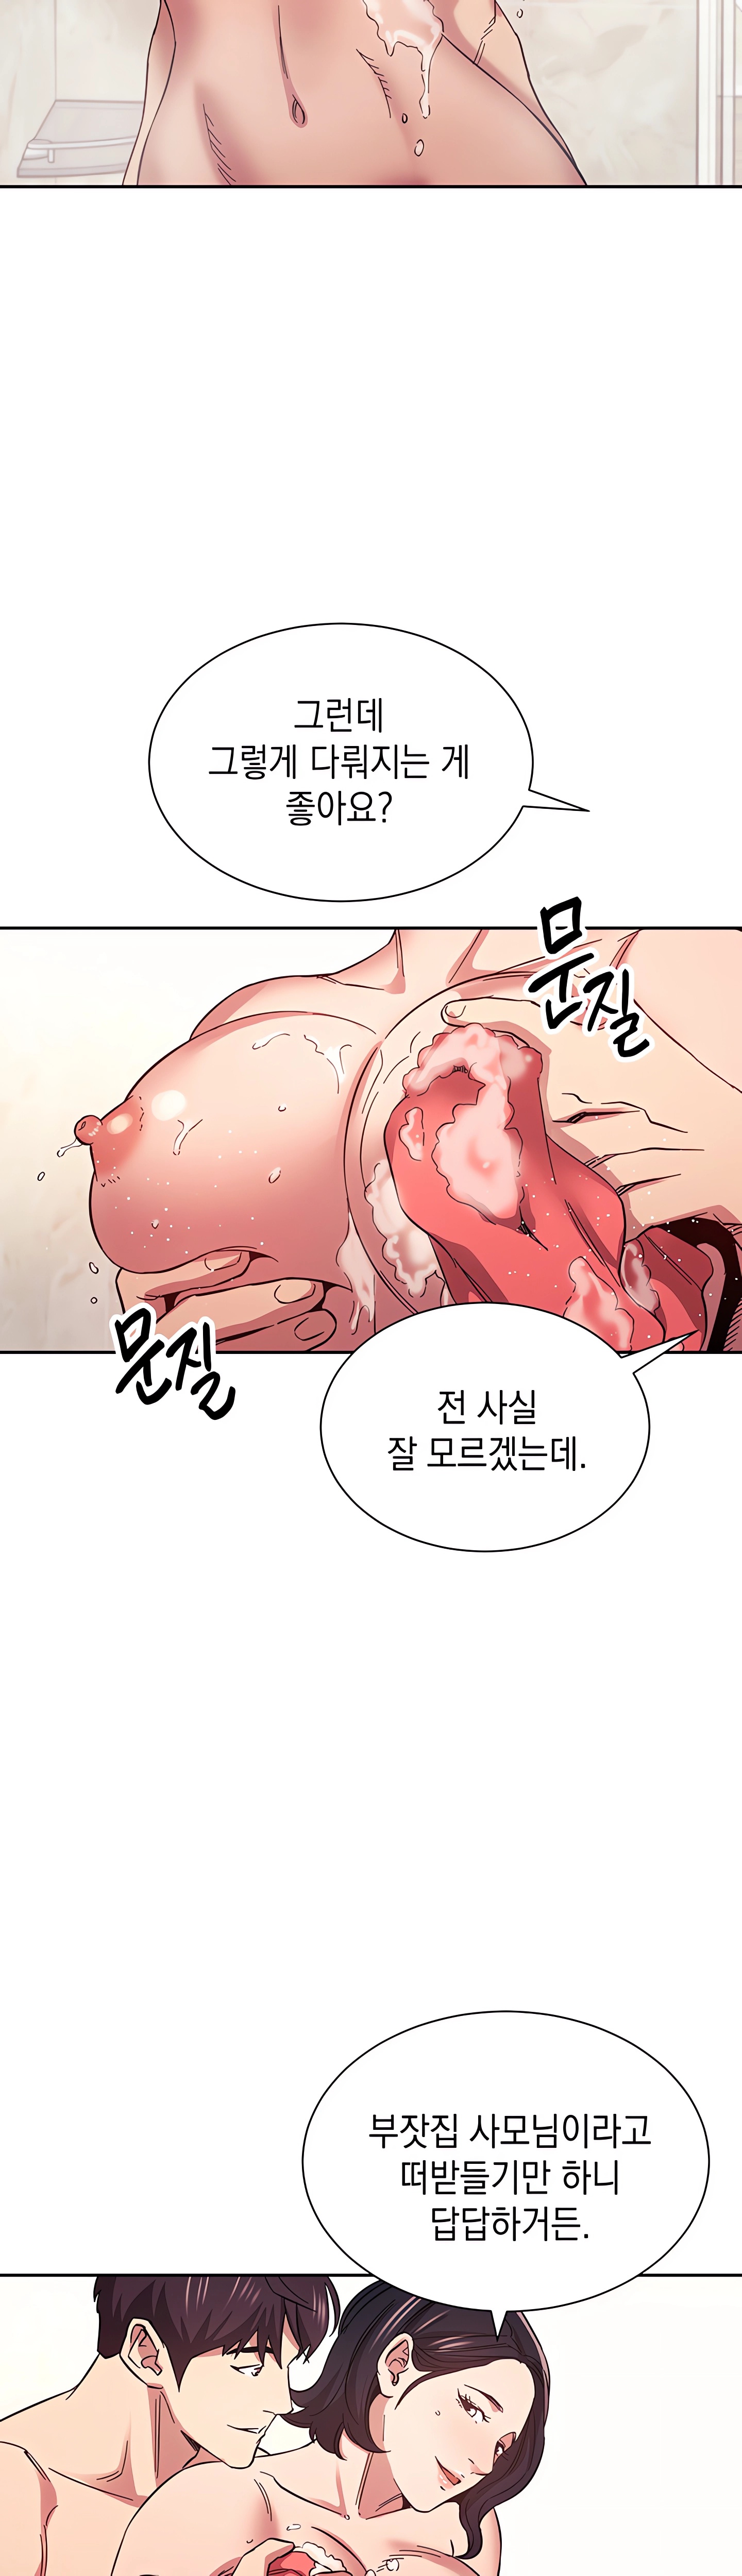 그런데
그렇게 다뤄지는 게
좋아요?
문질
문질
전 사실
잘 모르겠는데.
부잣집 사모님이라고
떠받들기만 하니
답답하거든.